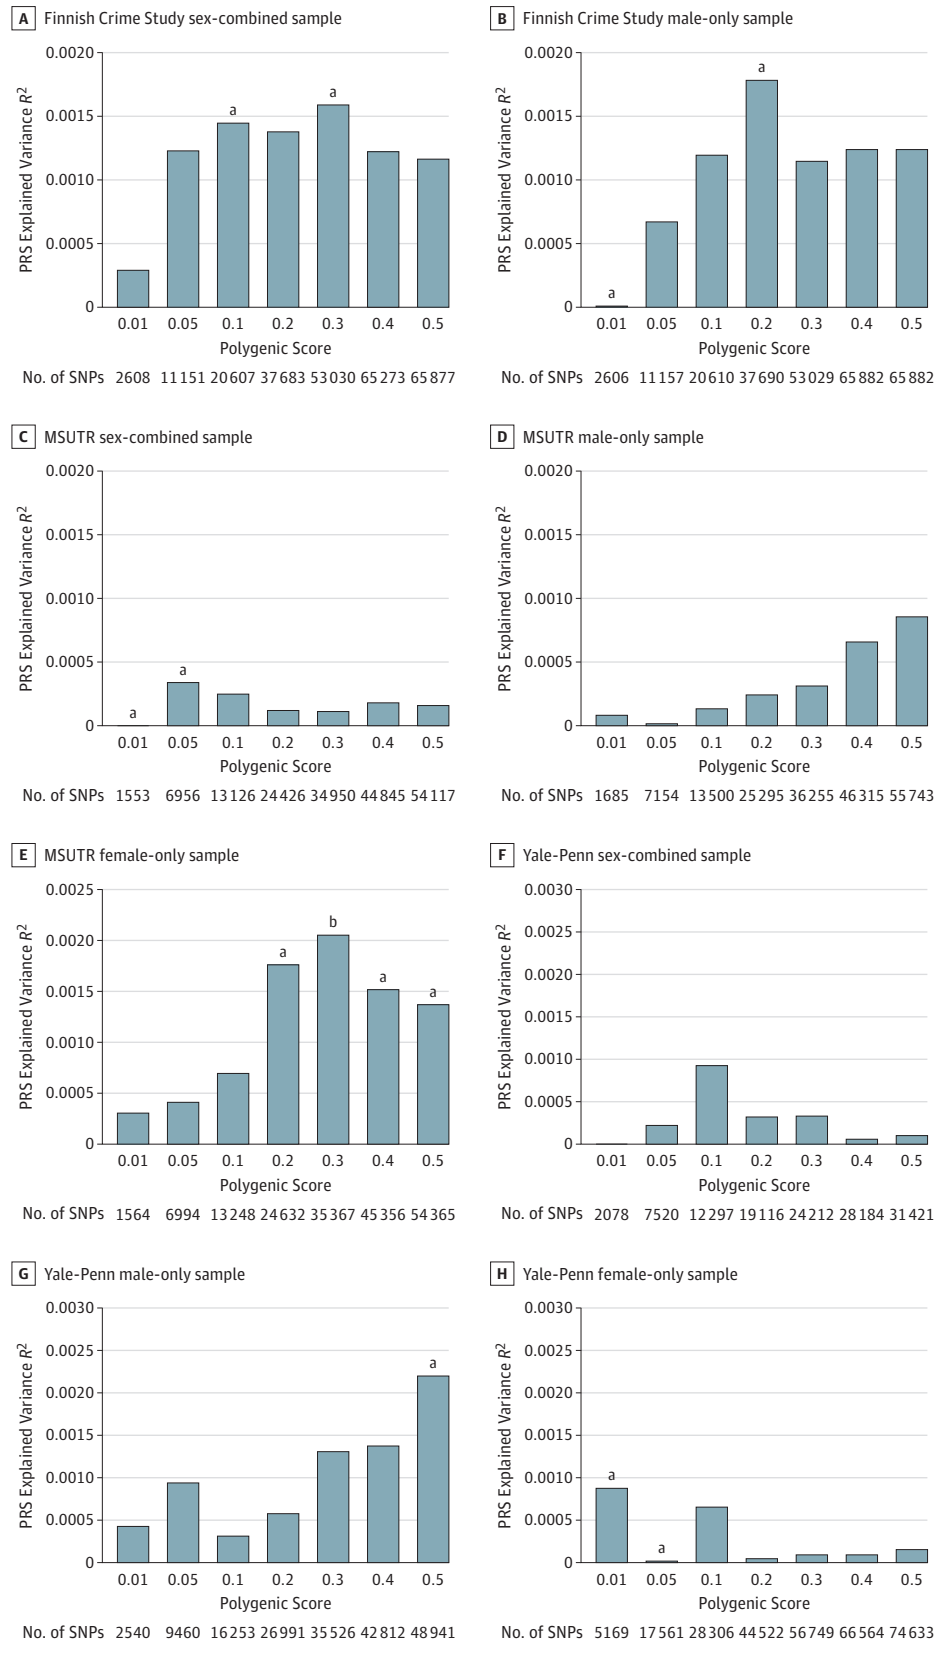 A Finnish Crime Study sex-combined sample
PRS Explained Variance R²
0.0020
0.0015
0.0010
0.0005
0
a
a
0.01 0.05 0.1 0.2 0.3 0.4 0.5
Polygenic Score
No. of SNPs 2608 11151 20607 37683 53030 65273 65877
B Finnish Crime Study male-only sample
PRS Explained Variance R²
0.0020
0.0015
0.0010
0.0005
0
a
a
0.01 0.05 0.1 0.2 0.3 0.4 0.5
Polygenic Score
No. of SNPs 2606 11157 20610 37690 53029 65882 65882
C MSUTR sex-combined sample
PRS Explained Variance R²
0.0020
0.0015
0.0010
0.0005
0
a
a
0.01 0.05 0.1 0.2 0.3 0.4 0.5
Polygenic Score
No. of SNPs 1553 6956 13126 24426 34950 44845 54117
D MSUTR male-only sample
PRS Explained Variance R²
0.0020
0.0015
0.0010
0.0005
0
0.01 0.05 0.1 0.2 0.3 0.4 0.5
Polygenic Score
No. of SNPs 1685 7154 13500 25295 36255 46315 55743
E MSUTR female-only sample
PRS Explained Variance R²
0.0025
0.0020
0.0015
0.0010
0.0005
0
a
b
a
a
0.01 0.05 0.1 0.2 0.3 0.4 0.5
Polygenic Score
No. of SNPs 1564 6994 13248 24632 35367 45356 54365
F Yale-Penn sex-combined sample
PRS Explained Variance R²
0.0030
0.0025
0.0020
0.0015
0.0010
0.0005
0
0.01 0.05 0.1 0.2 0.3 0.4 0.5
Polygenic Score
No. of SNPs 2078 7520 12297 19116 24212 28184 31421
G Yale-Penn male-only sample
PRS Explained Variance R²
0.0030
0.0025
0.0020
0.0015
0.0010
0.0005
0
a
0.01 0.05 0.1 0.2 0.3 0.4 0.5
Polygenic Score
No. of SNPs 2540 9460 16253 26991 35526 42812 48941
H Yale-Penn female-only sample
PRS Explained Variance R²
0.0030
0.0025
0.0020
0.0015
0.0010
0.0005
0
a
a
0.01 0.05 0.1 0.2 0.3 0.4 0.5
Polygenic Score
No. of SNPs 5169 17561 28306 44522 56749 66564 74633